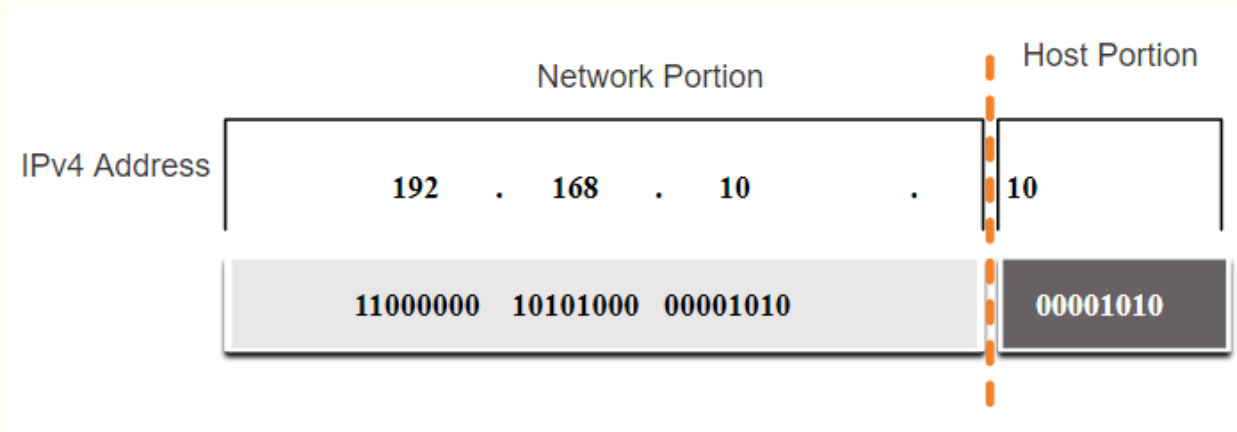 Host Portion
Network Portion
IPv4 Address
192 . 168 . 10 . 10
11000000 10101000 00001010 00001010